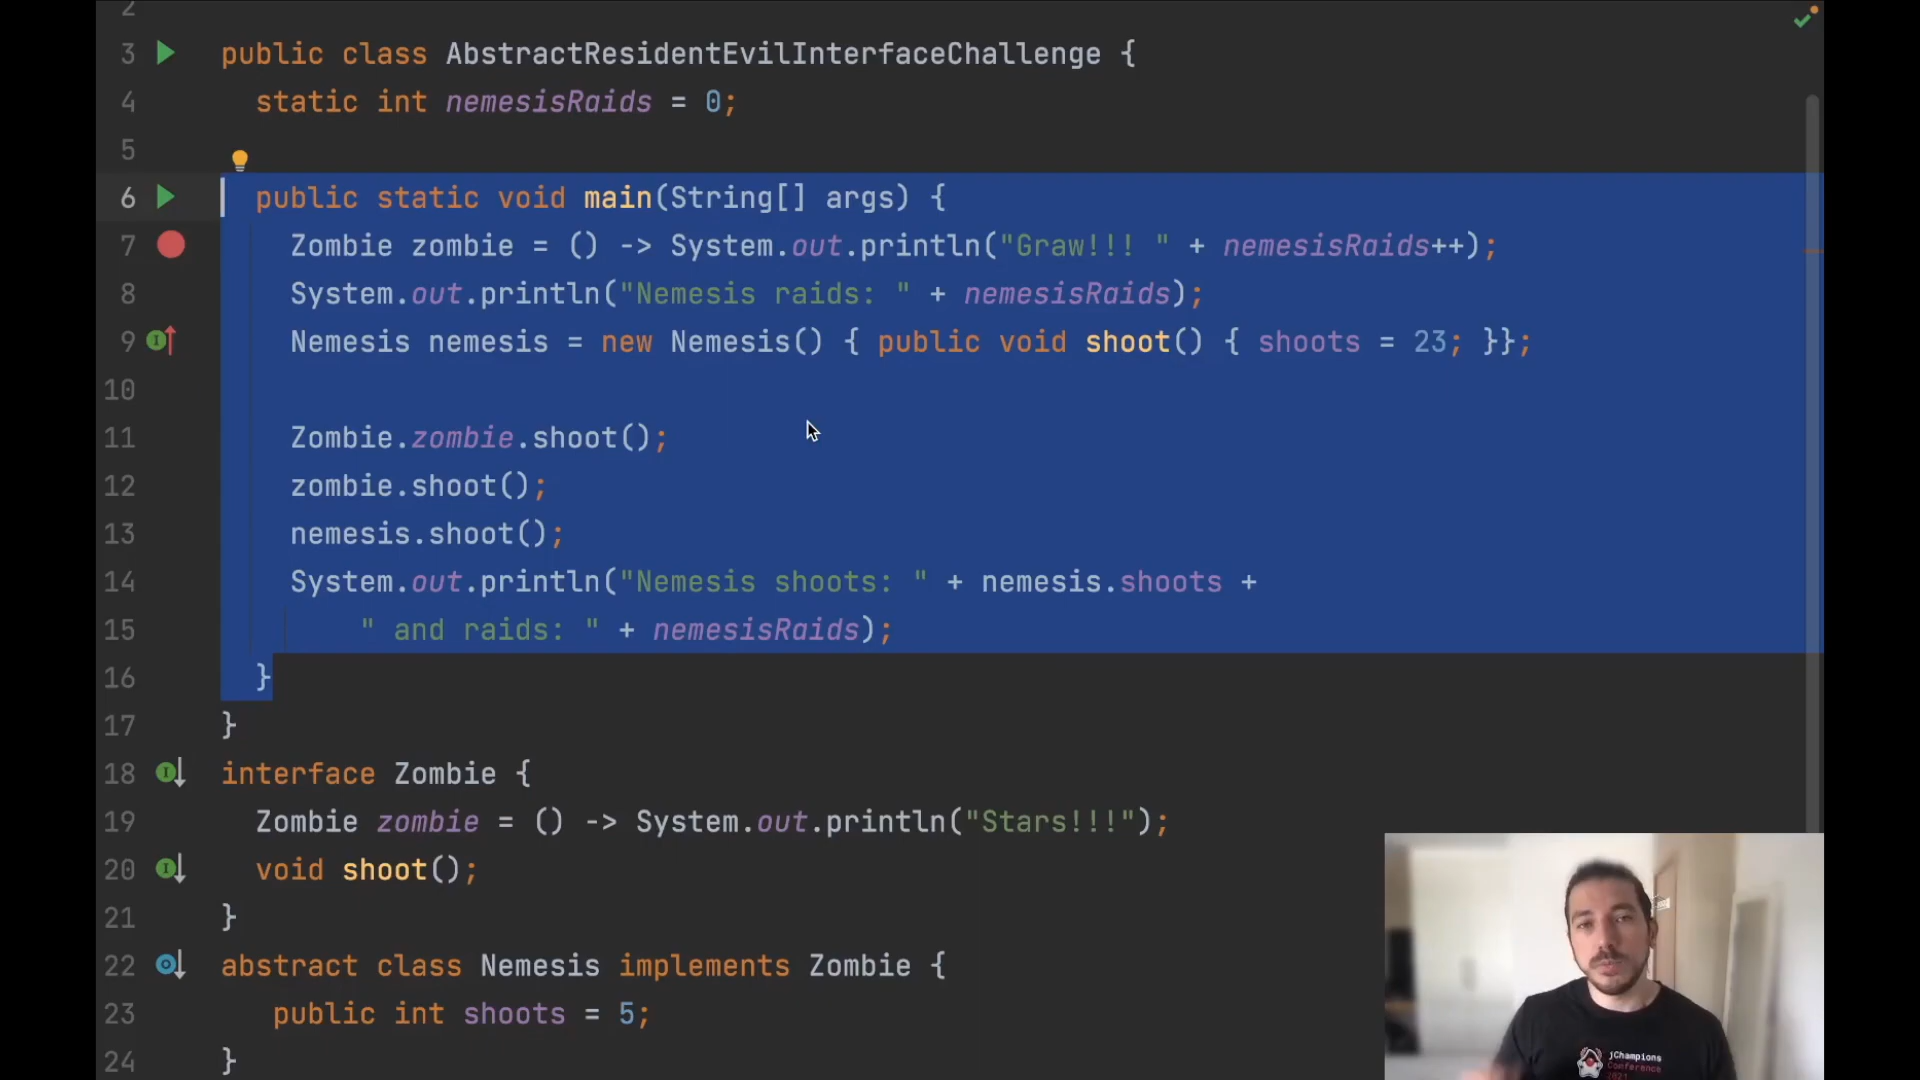 2
3 public class AbstractResidentEvilInterfaceChallenge {
4 static int nemesisRaids = 0;
5
6 public static void main(String[] args) {
7 Zombie zombie = () -> System.out.println("Graw!!! " + nemesisRaids++);
8 System.out.println("Nemesis raids: " + nemesisRaids);
9 Nemesis nemesis = new Nemesis() { public void shoot() { shoots = 23; }};
10
11 Zombie.zombie.shoot();
12 zombie.shoot();
13 nemesis.shoot();
14 System.out.println("Nemesis shoots: " + nemesis.shoots +
15 " and raids: " + nemesisRaids);
16 }
17 }
18 interface Zombie {
19 Zombie zombie = () -> System.out.println("Stars!!!");
20 void shoot();
21 }
22 abstract class Nemesis implements Zombie {
23 public int shoots = 5;
24 }
jChampions
Conference
2021